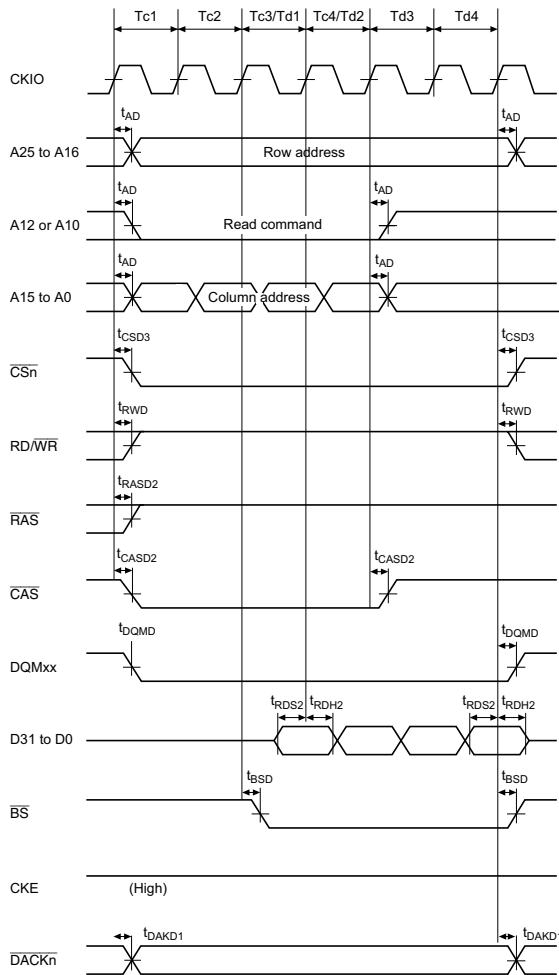 Tc1 Tc2 Tc3/Td1 Tc4/Td2 Td3 Td4
CKIO
tAD tAD
A25 to A16 Row address
tAD tAD
A12 or A10 Read command
tAD tAD
A15 to A0 Column address
tCSD3 tCSD3
CSn
tRWD tRWD
RD/WR
tRASD2
RAS
tCASD2 tCASD2
CAS
tDQMD tDQMD
DQMxx
tRDS2 tRDH2 tRDS2 tRDH2
D31 to D0
tBSD tBSD
BS
CKE (High)
tDAKD1 tDAKD1
DACKn